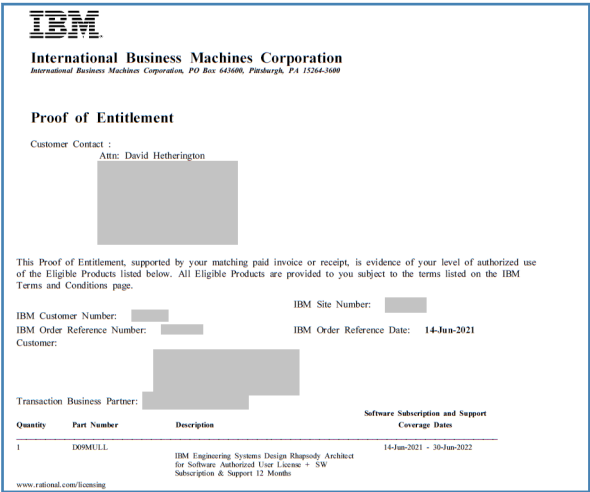 IBM.
International Business Machines Corporation
International Business Machines Corporation, PO Box 643600, Pittsburgh, PA 15264-3600
Proof of Entitlement
Customer Contact :
Attn: David Hetherington
This Proof of Entitlement, supported by your matching paid invoice or receipt, is evidence of your level of authorized use
of the Eligible Products listed below. All Eligible Products are provided to you subject to the terms listed on the IBM
Terms and Conditions page.
IBM Site Number:
IBM Customer Number:
IBM Order Reference Number:
IBM Order Reference Date: 14-Jun-2021
Customer:
Transaction Business Partner:
Software Subscription and Support
Quantity Part Number Description Coverage Dates
1 D09MULL 14-Jun-2021 - 30-Jun-2022
IBM Engineering Systems Design Rhapsody Architect
for Software Authorized User License + SW
Subscription & Support 12 Months
www.rational.com/licensing